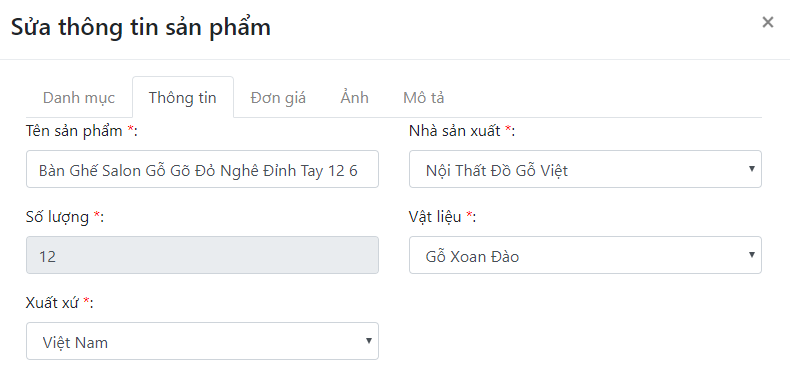 Sửa thông tin sản phẩm ×
Danh mục Thông tin Đơn giá Ảnh Mô tả
Tên sản phẩm *: Nhà sản xuất *:
Bàn Ghế Salon Gỗ Gõ Đỏ Nghê Đỉnh Tay 12 6 Nội Thất Đồ Gỗ Việt
Số lượng *: Vật liệu *:
12 Gỗ Xoan Đào
Xuất xứ *:
Việt Nam